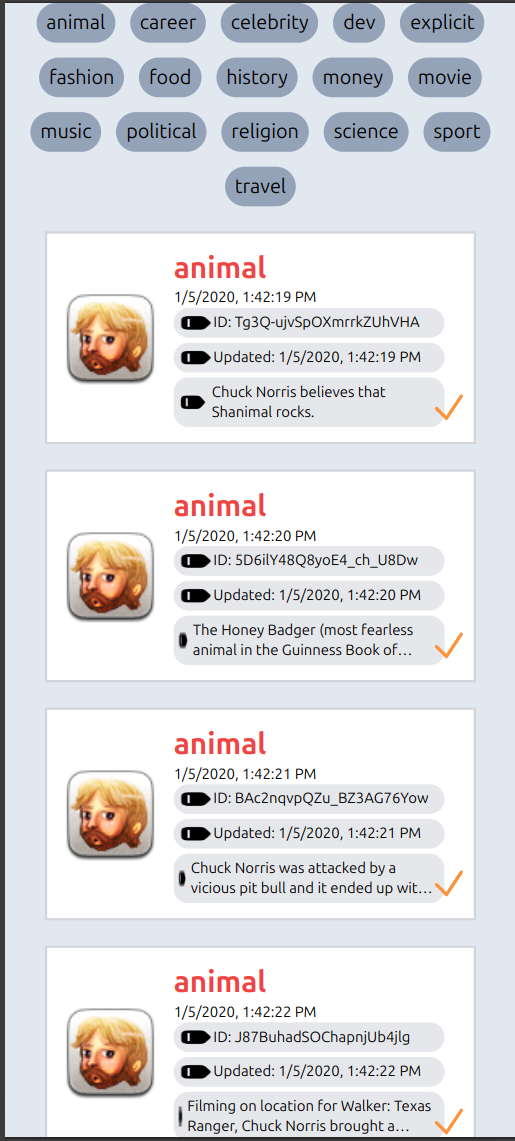 animal career celebrity dev explicit
fashion food history money movie
music political religion science sport
travel
animal
1/5/2020, 1:42:19 PM
ID: Tg3Q-ujvSpOXmrrkZUhVHA
Updated: 1/5/2020, 1:42:19 PM
Chuck Norris believes that
Shanimal rocks.
animal
1/5/2020, 1:42:20 PM
ID: 5D6ilY48Q8yoE4_ch_U8Dw
Updated: 1/5/2020, 1:42:20 PM
The Honey Badger (most fearless
animal in the Guinness Book of…
animal
1/5/2020, 1:42:21 PM
ID: BAc2nqvpQZu_BZ3AG76Yow
Updated: 1/5/2020, 1:42:21 PM
Chuck Norris was attacked by a
vicious pit bull and it ended up wit…
animal
1/5/2020, 1:42:22 PM
ID: J87BuhadSOChapnjUb4jlg
Updated: 1/5/2020, 1:42:22 PM
Filming on location for Walker: Texas
Ranger, Chuck Norris brought a…